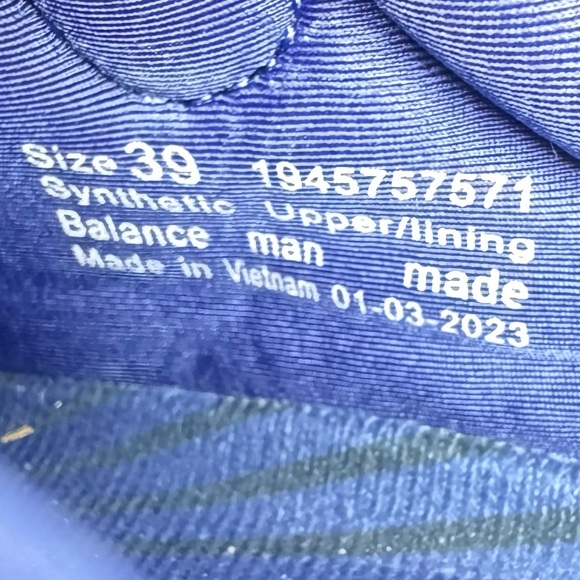 Size 39 1945757571
Synthetic Upper/lining
Balance man made
Made in Vietnam 01-03-2023